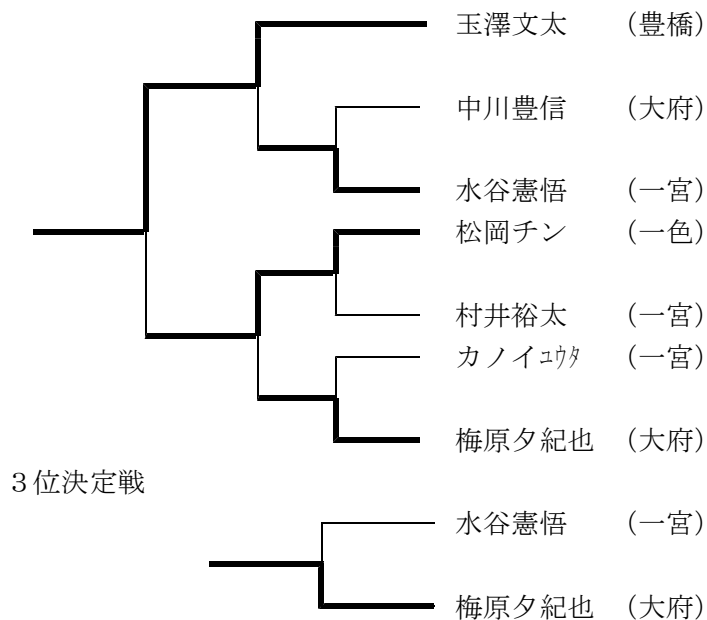 玉澤文太 （豊橋）
中川豊信 （大府）
水谷憲悟 （一宮）
松岡チン （一色）
村井裕太 （一宮）
カノイユウタ （一宮）
梅原夕紀也 （大府）
３位決定戦
水谷憲悟 （一宮）
梅原夕紀也 （大府）